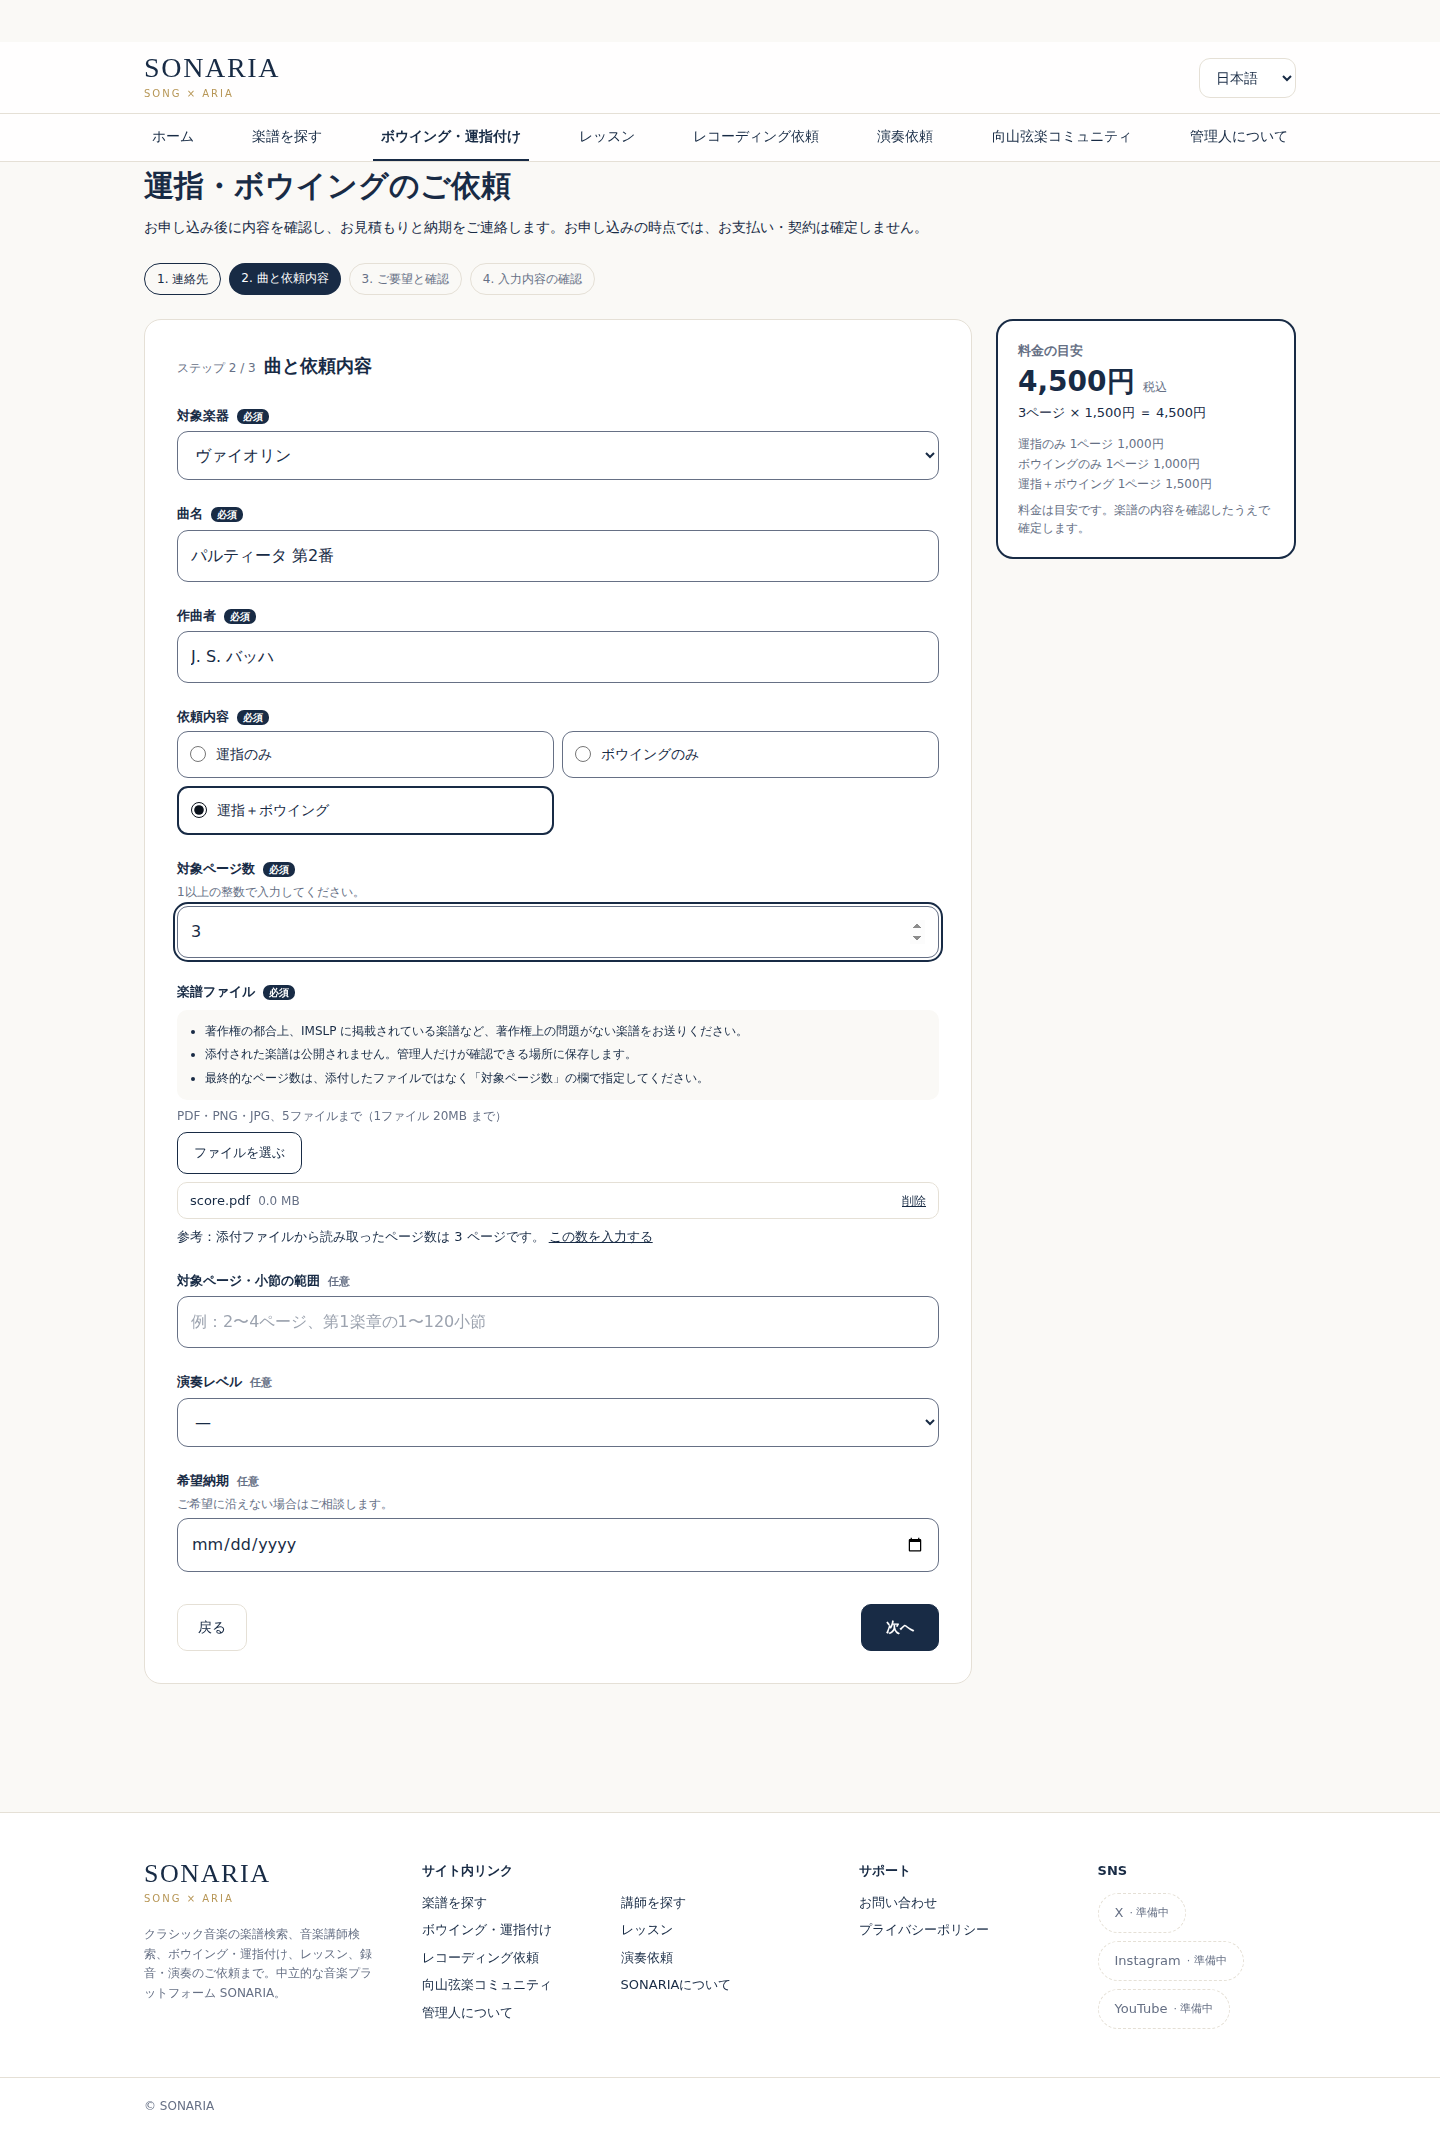 SONARIA
SONG × ARIA
日本語
ホーム
楽譜を探す
ボウイング・運指付け
レッスン
レコーディング依頼
演奏依頼
向山弦楽コミュニティ
管理人について
運指・ボウイングのご依頼
お申し込み後に内容を確認し、お見積もりと納期をご連絡します。お申し込みの時点では、お支払い・契約は確定しません。
1. 連絡先
2. 曲と依頼内容
3. ご要望と確認
4. 入力内容の確認
ステップ 2 / 3 曲と依頼内容
対象楽器 必須
ヴァイオリン
曲名 必須
パルティータ 第2番
作曲者 必須
J. S. バッハ
依頼内容 必須
運指のみ
ボウイングのみ
運指＋ボウイング
対象ページ数 必須
1以上の整数で入力してください。
3
楽譜ファイル 必須
• 著作権の都合上、IMSLP に掲載されている楽譜など、著作権上の問題がない楽譜をお送りください。
• 添付された楽譜は公開されません。管理人だけが確認できる場所に保存します。
• 最終的なページ数は、添付したファイルではなく「対象ページ数」の欄で指定してください。
PDF・PNG・JPG、5ファイルまで（1ファイル 20MB まで）
ファイルを選ぶ
score.pdf 0.0 MB 削除
参考：添付ファイルから読み取ったページ数は 3 ページです。 この数を入力する
対象ページ・小節の範囲 任意
例：2〜4ページ、第1楽章の1〜120小節
演奏レベル 任意
—
希望納期 任意
ご希望に沿えない場合はご相談します。
mm/dd/yyyy
戻る
次へ
料金の目安
4,500円 税込
3ページ × 1,500円 ＝ 4,500円
運指のみ 1ページ 1,000円
ボウイングのみ 1ページ 1,000円
運指＋ボウイング 1ページ 1,500円
料金は目安です。楽譜の内容を確認したうえで
確定します。
SONARIA
SONG × ARIA
クラシック音楽の楽譜検索、音楽講師検
索、ボウイング・運指付け、レッスン、録
音・演奏のご依頼まで。中立的な音楽プラ
ットフォーム SONARIA。
サイト内リンク
楽譜を探す
ボウイング・運指付け
レコーディング依頼
向山弦楽コミュニティ
管理人について
講師を探す
レッスン
演奏依頼
SONARIAについて
サポート
お問い合わせ
プライバシーポリシー
SNS
X · 準備中
Instagram · 準備中
YouTube · 準備中
© SONARIA